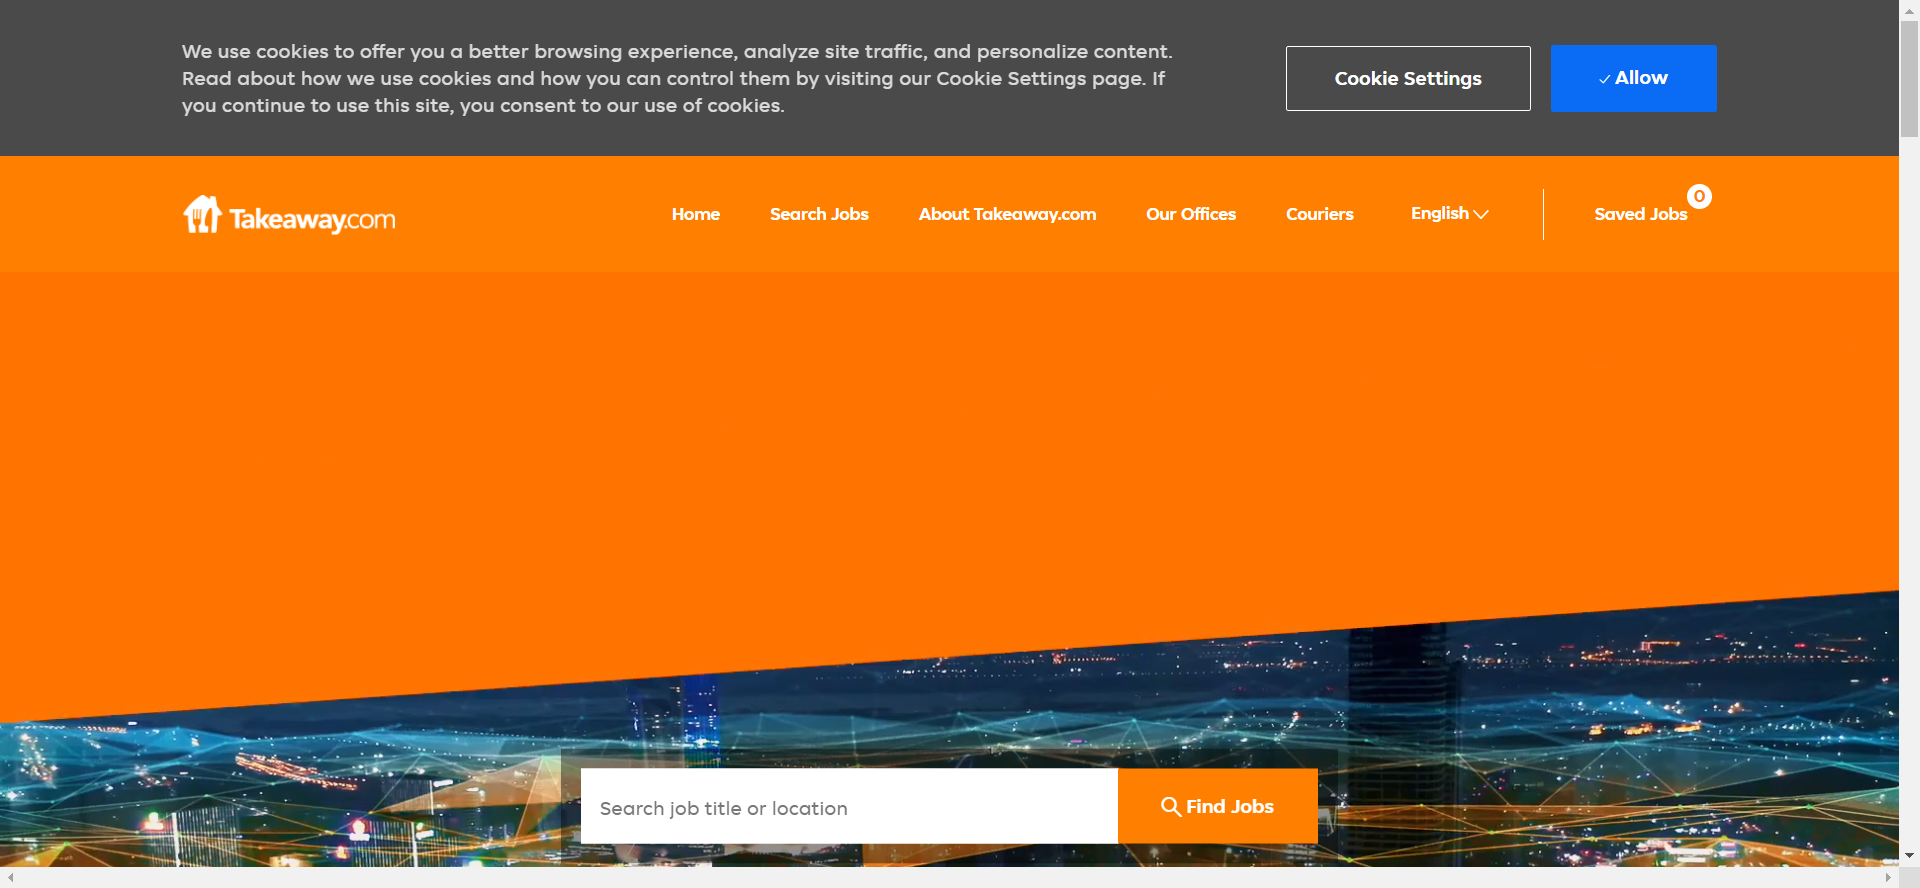 We use cookies to offer you a better browsing experience, analyze site traffic, and personalize content.
Read about how we use cookies and how you can control them by visiting our Cookie Settings page. If
you continue to use this site, you consent to our use of cookies.
Cookie Settings
Allow
Takeaway.com
Home
Search Jobs
About Takeaway.com
Our Offices
Couriers
English
Saved Jobs
0
Search job title or location
Find Jobs